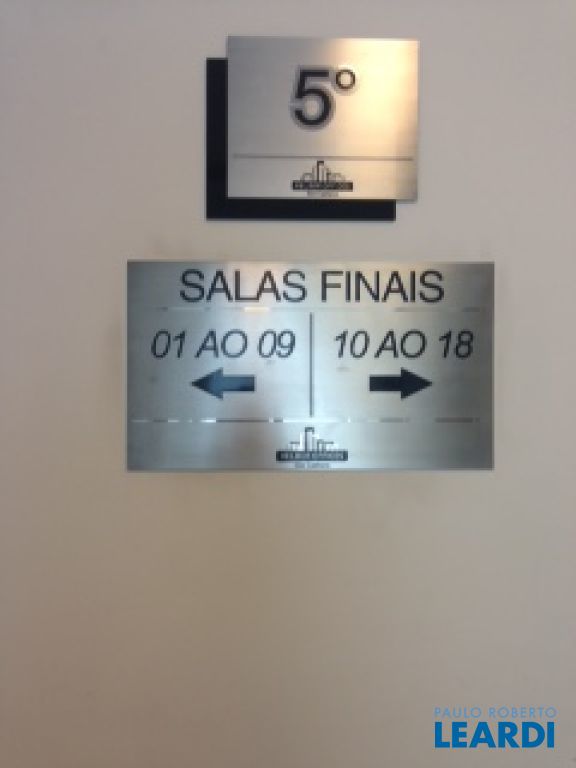 5º
SALAS FINAIS
01 AO 09
10 AO 18
PAULO ROBERTO
LEARDI